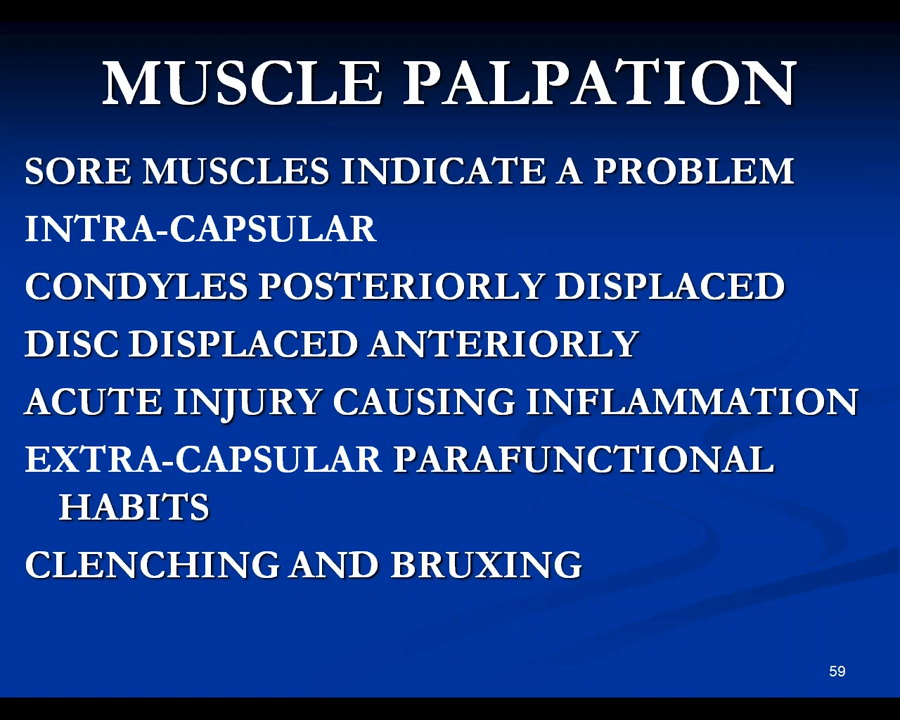 MUSCLE PALPATION
SORE MUSCLES INDICATE A PROBLEM
INTRA-CAPSULAR
CONDYLES POSTERIORLY DISPLACED
DISC DISPLACED ANTERIORLY
ACUTE INJURY CAUSING INFLAMMATION
EXTRA-CAPSULAR PARAFUNCTIONAL
HABITS
CLENCHING AND BRUXING
59